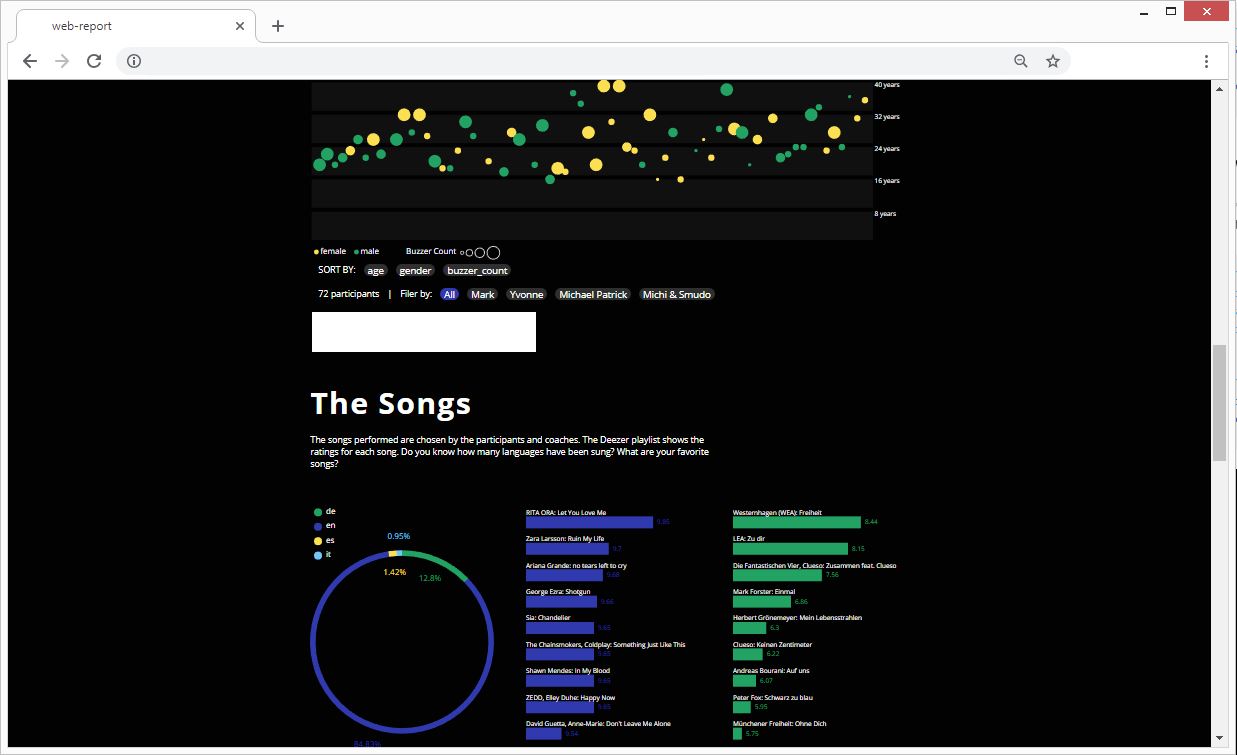 web-report
40 years
32 years
24 years
16 years
8 years
female male Buzzer Count
SORT BY: age gender buzzer_count
72 participants | Filer by: All Mark Yvonne Michael Patrick Michi & Smudo
The Songs
The songs performed are chosen by the participants and coaches. The Deezer playlist shows the
ratings for each song. Do you know how many languages have been sung? What are your favorite
songs?
de
en
es
it
0.95%
1.42%
12.8%
84.83%
RITA ORA: Let You Love Me
9.85
Zara Larsson: Ruin My Life
9.7
Ariana Grande: no tears left to cry
9.68
George Ezra: Shotgun
9.66
Sia: Chandelier
9.65
The Chainsmokers, Coldplay: Something Just Like This
9.65
Shawn Mendes: In My Blood
9.65
ZEDD, Elley Duhe: Happy Now
9.65
David Guetta, Anne-Marie: Don't Leave Me Alone
9.54
Westernhagen (WEA): Freiheit
8.44
LEA: Zu dir
8.15
Die Fantastischen Vier, Clueso: Zusammen feat. Clueso
7.56
Mark Forster: Einmal
6.86
Herbert Grönemeyer: Mein Lebensstrahlen
6.3
Clueso: Keinen Zentimeter
6.22
Andreas Bourani: Auf uns
6.07
Peter Fox: Schwarz zu blau
5.95
Münchener Freiheit: Ohne Dich
5.75